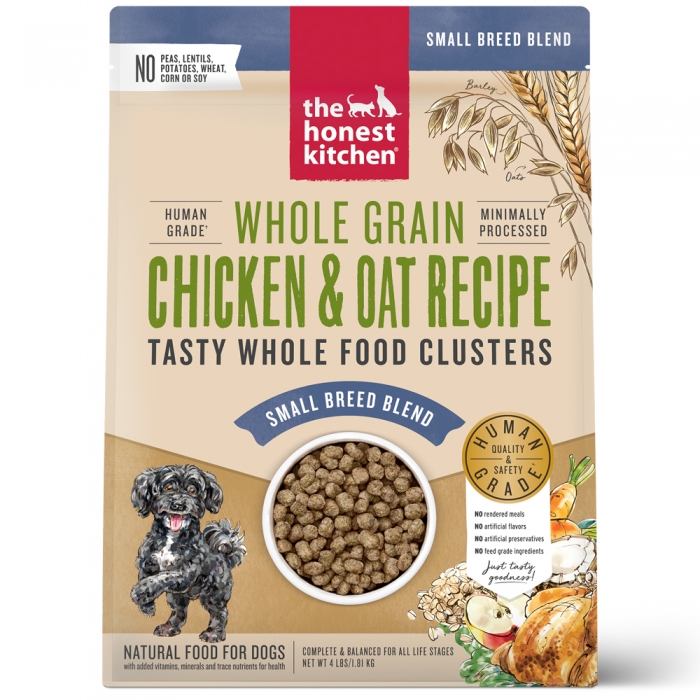 SMALL BREED BLEND
NO PEAS, LENTILS,
POTATOES, WHEAT,
CORN OR SOY
the
honest
kitchen®
Barley
Oats
HUMAN
GRADE*
WHOLE GRAIN
MINIMALLY
PROCESSED
CHICKEN & OAT RECIPE
TASTY WHOLE FOOD CLUSTERS
SMALL BREED BLEND
HUMAN
QUALITY
&
SAFETY
GRADE*
NO rendered meals
NO artificial flavors
NO artificial preservatives
NO feed grade ingredients
Just tasty
goodness!
NATURAL FOOD FOR DOGS
with added vitamins, minerals and trace nutrients for health
COMPLETE & BALANCED FOR ALL LIFE STAGES
NET WT 4 LBS/1.81 KG